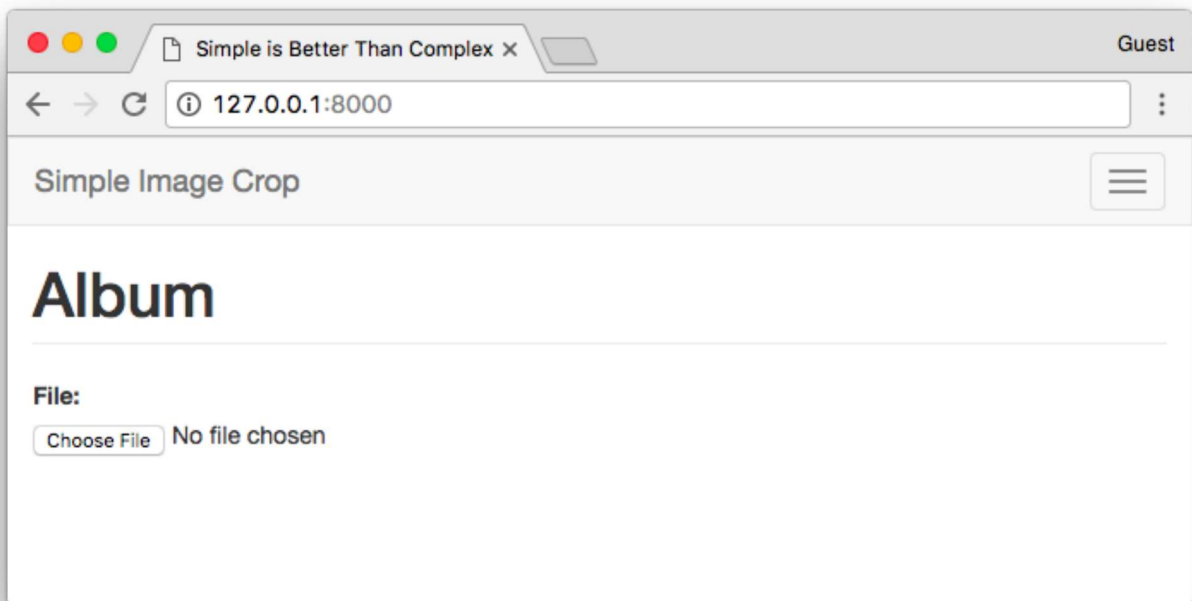 Simple is Better Than Complex
Guest
127.0.0.1:8000
Simple Image Crop
Album
File:
Choose File No file chosen